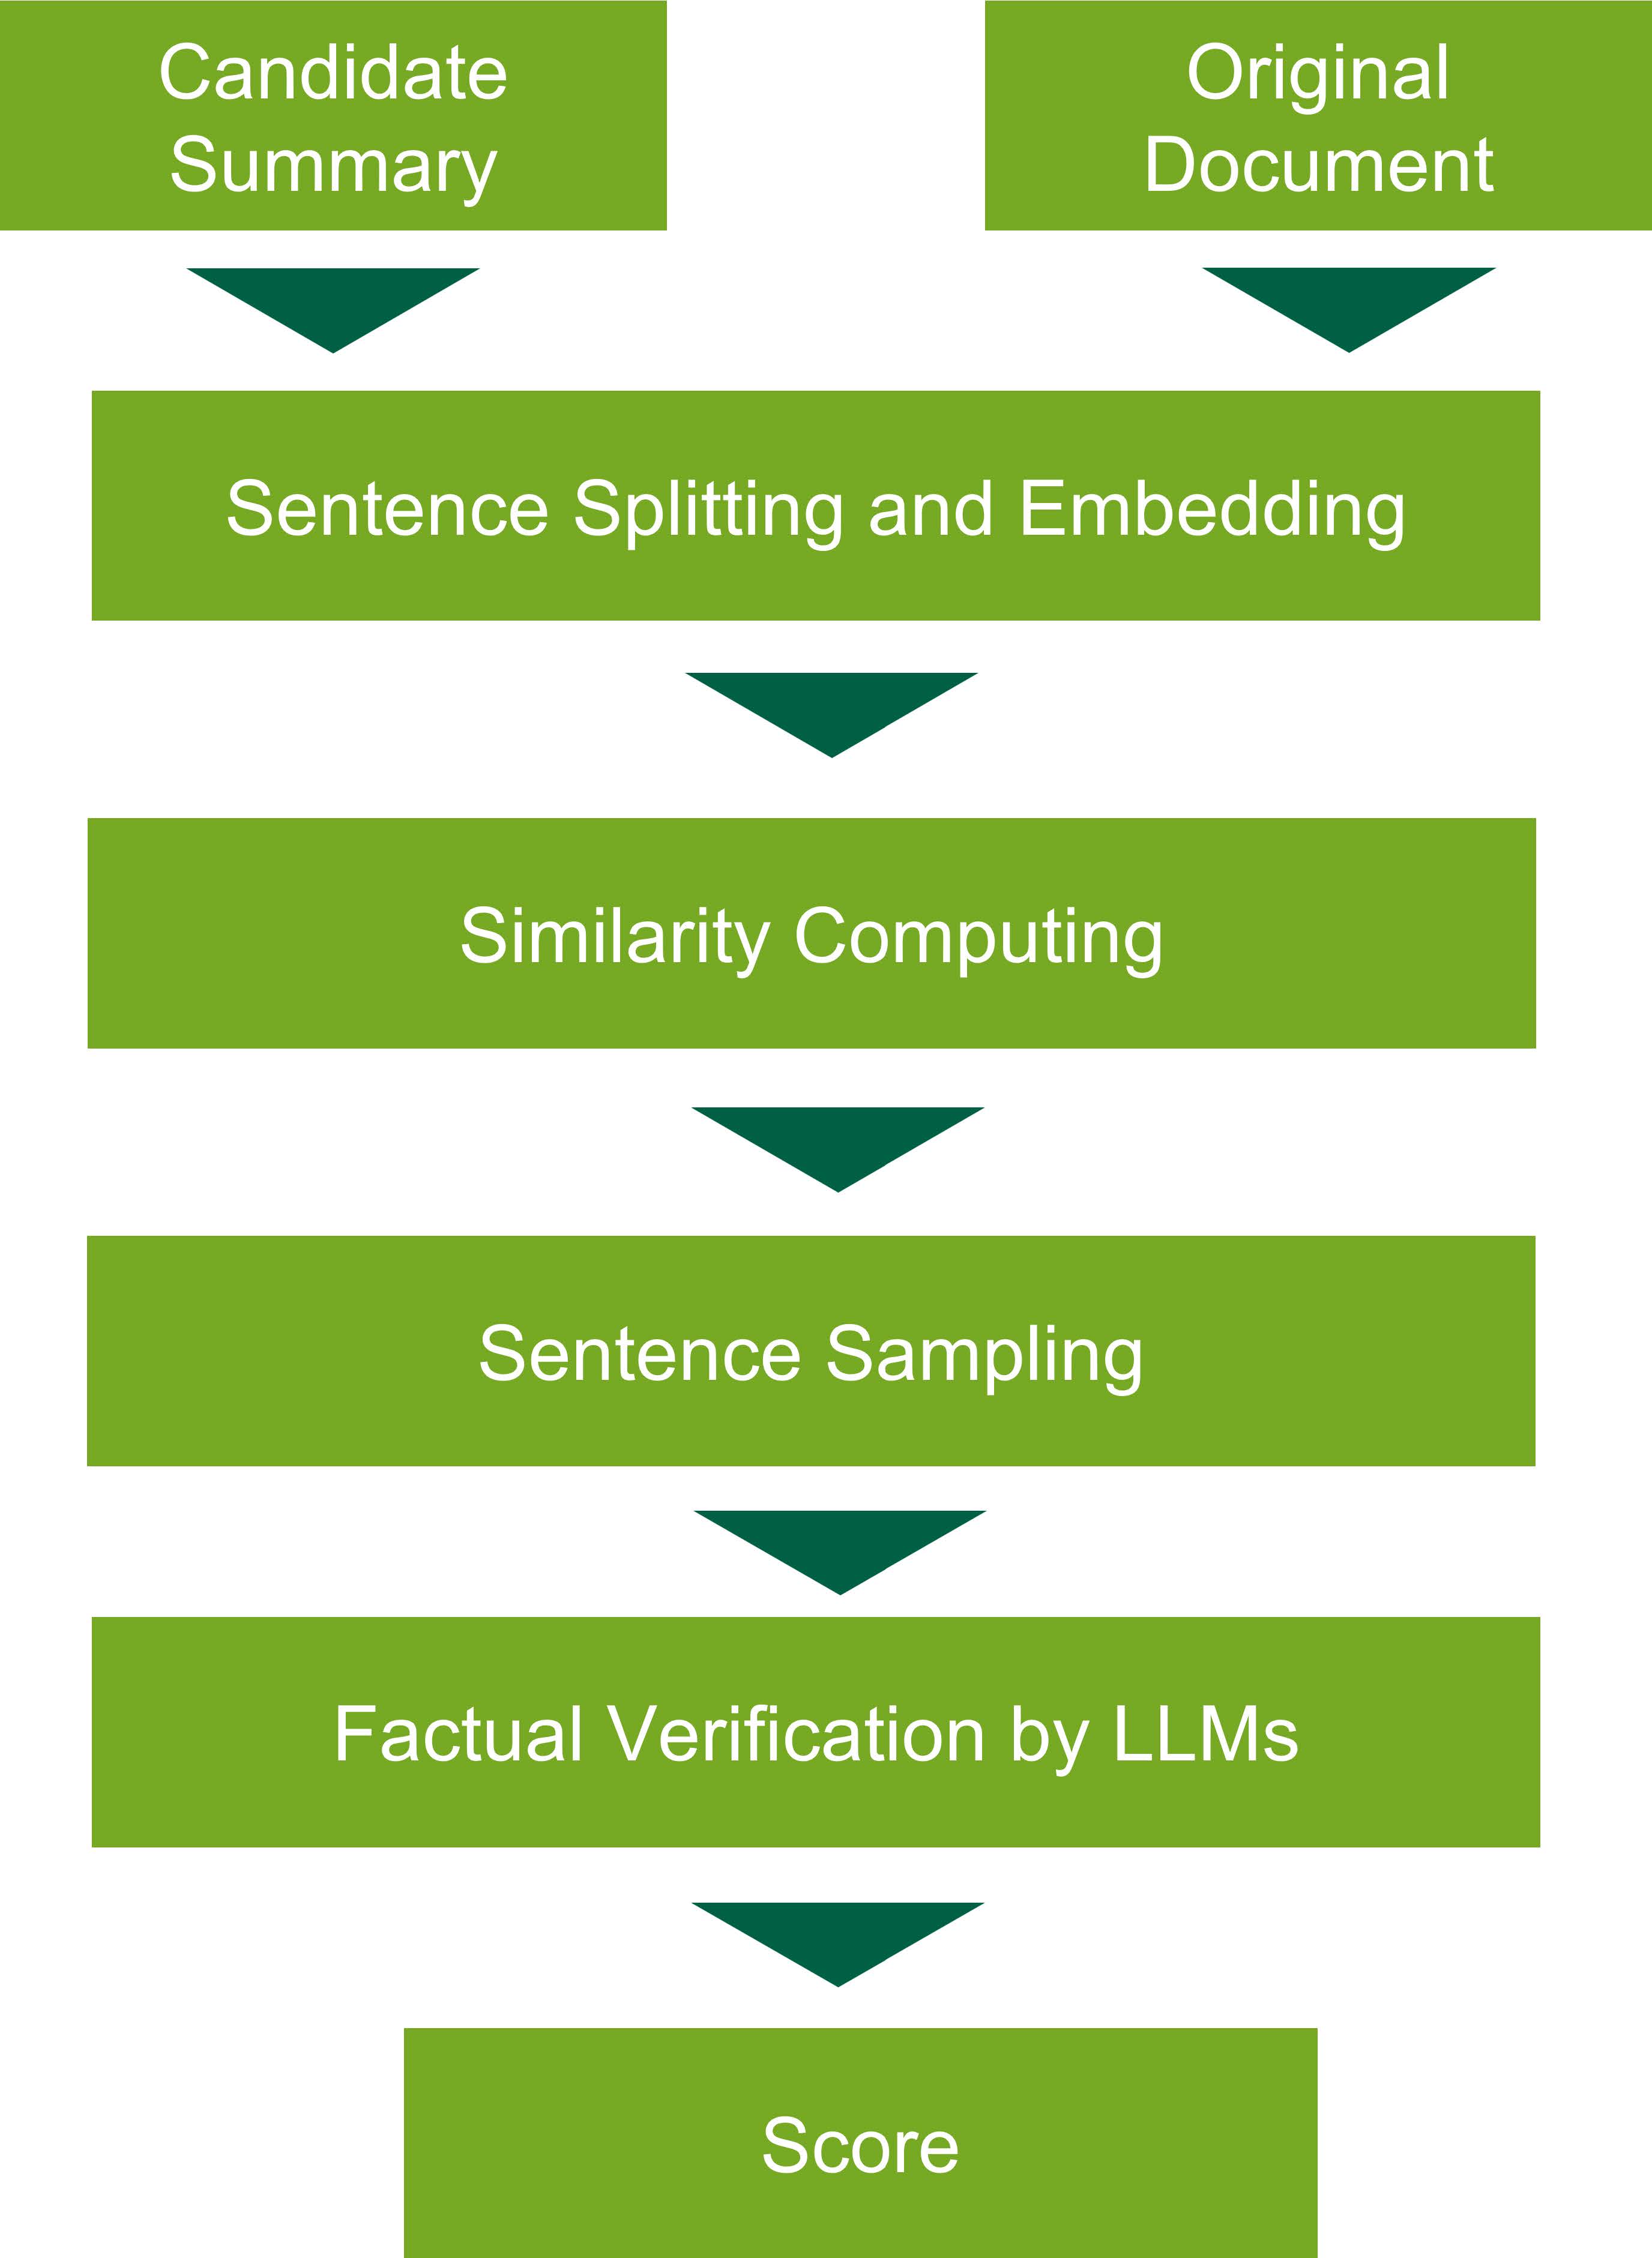 Candidate
Summary
Original
Document
Sentence Splitting and Embedding
Similarity Computing
Sentence Sampling
Factual Verification by LLMs
Score